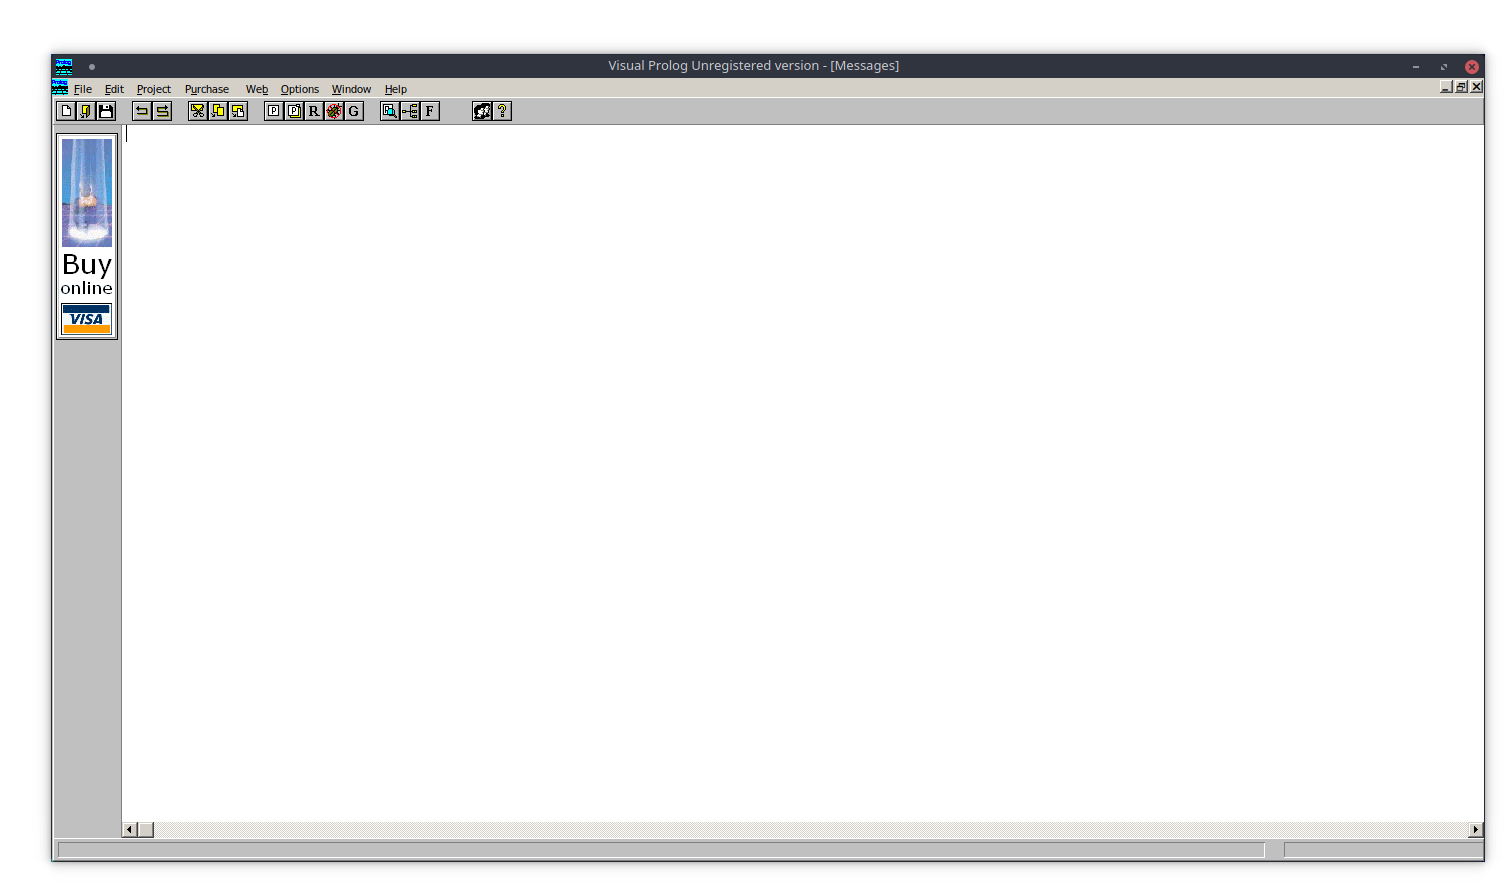 Visual Prolog Unregistered version - [Messages]
File Edit Project Purchase Web Options Window Help
P P R G F ?
Buy
online
VISA